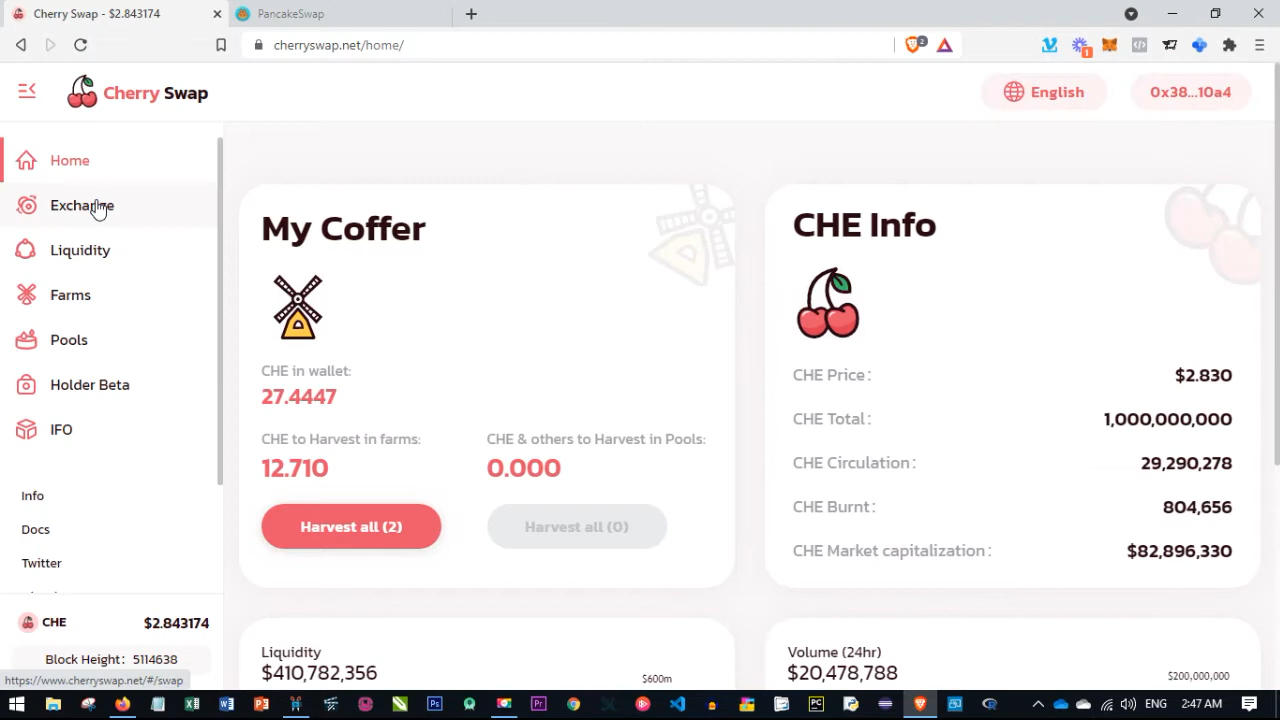 Cherry Swap - $2.843174
PancakeSwap
cherryswap.net/home/
2
1
Cherry Swap
English
0x38...10a4
Home
Exchange
Liquidity
Farms
Pools
Holder Beta
IFO
Info
Docs
Twitter
CHE $2.843174
Block Height: 5114638
https://www.cherryswap.net/#/swap
My Coffer
CHE in wallet:
27.4447
CHE to Harvest in farms:
12.710
Harvest all (2)
CHE & others to Harvest in Pools:
0.000
Harvest all (0)
CHE Info
CHE Price: $2.830
CHE Total: 1,000,000,000
CHE Circulation: 29,290,278
CHE Burnt: 804,656
CHE Market capitalization: $82,896,330
Liquidity
$410,782,356
$600m
Volume (24hr)
$20,478,788
$200,000,000
ENG 2:47 AM